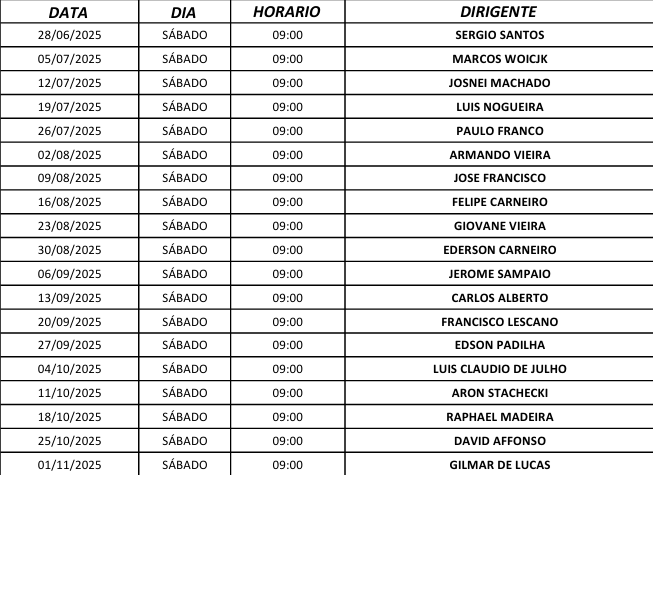 DATA DIA HORARIO DIRIGENTE
28/06/2025 SÁBADO 09:00 SERGIO SANTOS
05/07/2025 SÁBADO 09:00 MARCOS WOICJK
12/07/2025 SÁBADO 09:00 JOSNEI MACHADO
19/07/2025 SÁBADO 09:00 LUIS NOGUEIRA
26/07/2025 SÁBADO 09:00 PAULO FRANCO
02/08/2025 SÁBADO 09:00 ARMANDO VIEIRA
09/08/2025 SÁBADO 09:00 JOSE FRANCISCO
16/08/2025 SÁBADO 09:00 FELIPE CARNEIRO
23/08/2025 SÁBADO 09:00 GIOVANE VIEIRA
30/08/2025 SÁBADO 09:00 EDERSON CARNEIRO
06/09/2025 SÁBADO 09:00 JEROME SAMPAIO
13/09/2025 SÁBADO 09:00 CARLOS ALBERTO
20/09/2025 SÁBADO 09:00 FRANCISCO LESCANO
27/09/2025 SÁBADO 09:00 EDSON PADILHA
04/10/2025 SÁBADO 09:00 LUIS CLAUDIO DE JULHO
11/10/2025 SÁBADO 09:00 ARON STACHECKI
18/10/2025 SÁBADO 09:00 RAPHAEL MADEIRA
25/10/2025 SÁBADO 09:00 DAVID AFFONSO
01/11/2025 SÁBADO 09:00 GILMAR DE LUCAS